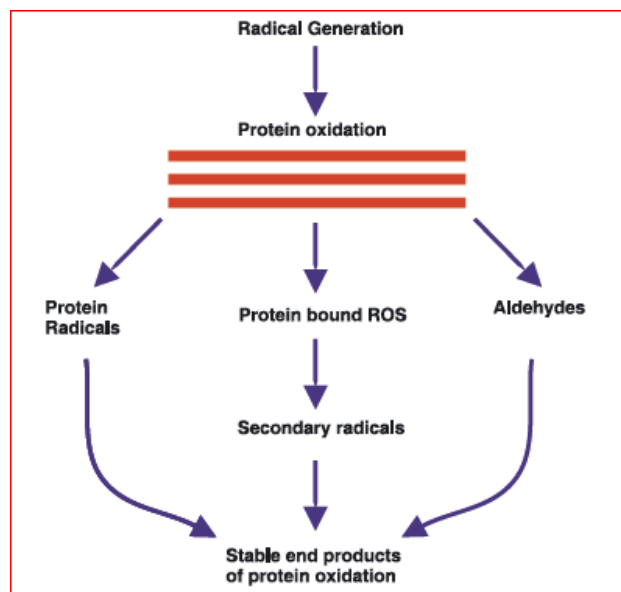 Radical Generation
Protein oxidation
Protein
Radicals
Protein bound ROS
Aldehydes
Secondary radicals
Stable end products
of protein oxidation